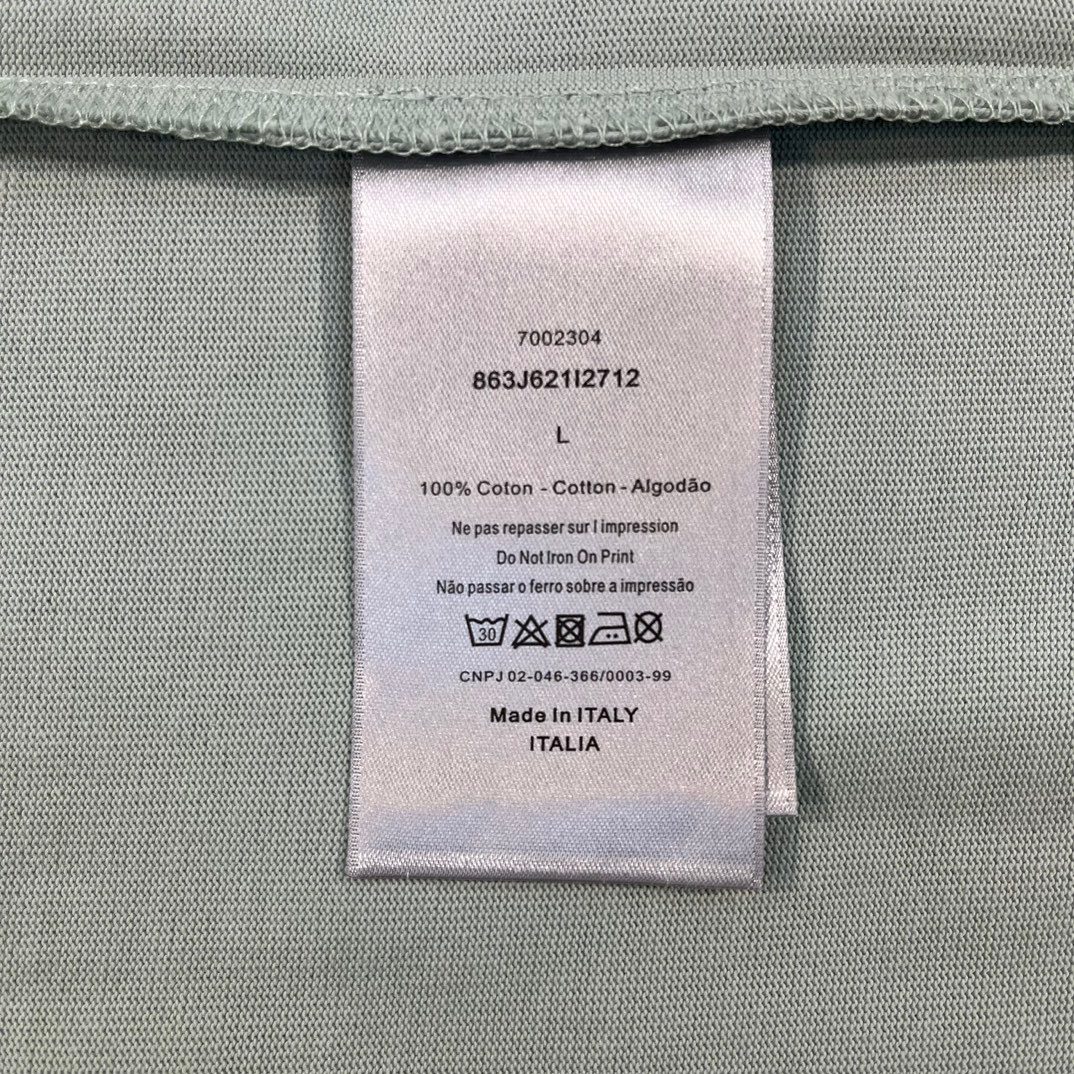 7002304
863J621I2712
L
100% Coton - Cotton - Algodão
Ne pas repasser sur l impression
Do Not Iron On Print
Não passar o ferro sobre a impressão
30
CNPJ 02-046-366/0003-99
Made in ITALY
ITALIA